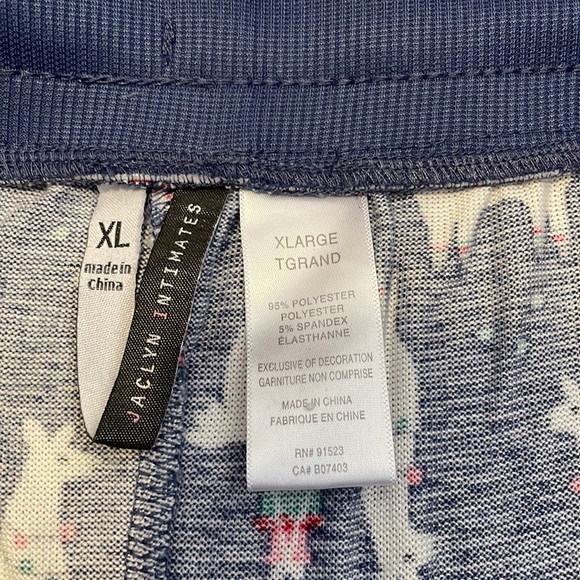 XL
made in
China
JACLYN INTIMATES
XLARGE
TGRAND
95% POLYESTER
POLYESTER
5% SPANDEX
ÉLASTHANNE
EXCLUSIVE OF DECORATION
GARNITURE NON COMPRISE
MADE IN CHINA
FABRIQUE EN CHINE
RN# 91523
CA# B07403